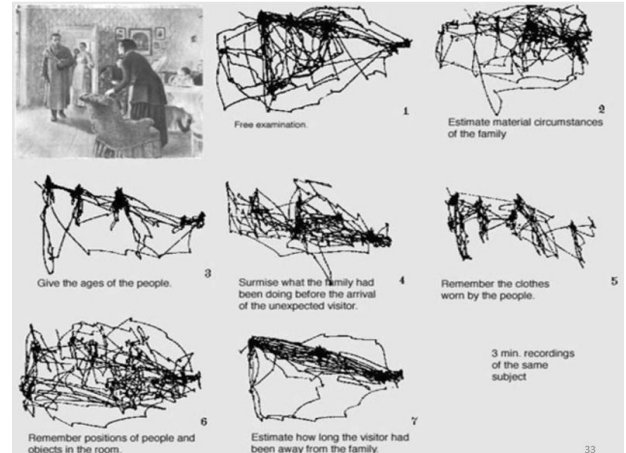 1
Free examination.
2
Estimate material circumstances
of the family
3
Give the ages of the people.
4
Surmise what the family had
been doing before the arrival
of the unexpected visitor.
5
Remember the clothes
worn by the people.
6
Remember positions of people and
objects in the room.
7
Estimate how long the visitor had
been away from the family.
3 min. recordings
of the same
subject
33